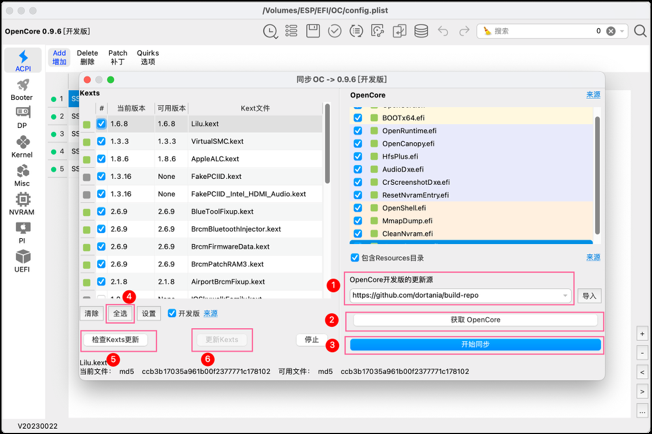 /Volumes/ESP/EFI/OC/config.plist
OpenCore 0.9.6 [开发版]
搜索
0
ACPI
Booter
DP
Kernel
Misc
NVRAM
PI
UEFI
Add
增加
Delete
删除
Patch
补丁
Quirks
选项
1 SS
2 SS
3 SS
4 SS
5 SS
同步 OC -> 0.9.6 [开发版]
Kexts
# 当前版本 可用版本 Kext文件
1.6.8 1.6.8 Lilu.kext
1.3.3 1.3.3 VirtualSMC.kext
1.8.6 1.8.6 AppleALC.kext
1.3.16 None FakePCIID.kext
1.3.16 None FakePCIID_Intel_HDMI_Audio.kext
2.6.9 2.6.9 BlueToolFixup.kext
2.6.9 2.6.9 BrcmBluetoothInjector.kext
2.6.9 2.6.9 BrcmFirmwareData.kext
2.6.9 2.6.9 BrcmPatchRAM3.kext
2.1.8 2.1.8 AirportBrcmFixup.kext
4
清除 全选 设置 开发版 来源
检查Kexts更新 更新Kexts 停止
5 6
OpenCore 来源
BOOTx64.efi
OpenRuntime.efi
OpenCanopy.efi
HfsPlus.efi
AudioDxe.efi
CrScreenshotDxe.efi
ResetNvramEntry.efi
OpenShell.efi
MmapDump.efi
CleanNvram.efi
包含Resources目录 来源
1 OpenCore开发版的更新源
https://github.com/dortania/build-repo 导入
2 获取 OpenCore
3 开始同步
Lilu.kext
当前文件: md5 ccb3b17035a961b00f2377771c178102 可用文件: md5 ccb3b17035a961b00f2377771c178102
+
-
<
>
...
V20230022